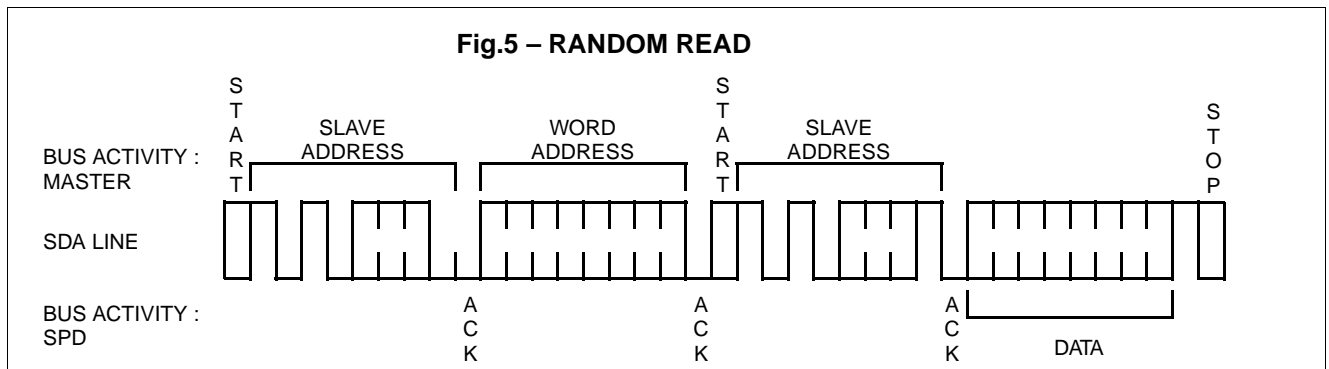 Fig.5 – RANDOM READ
START
SLAVE
ADDRESS
WORD
ADDRESS
START
SLAVE
ADDRESS
STOP
BUS ACTIVITY :
MASTER
SDA LINE
BUS ACTIVITY :
SPD
ACK
ACK
ACK
DATA